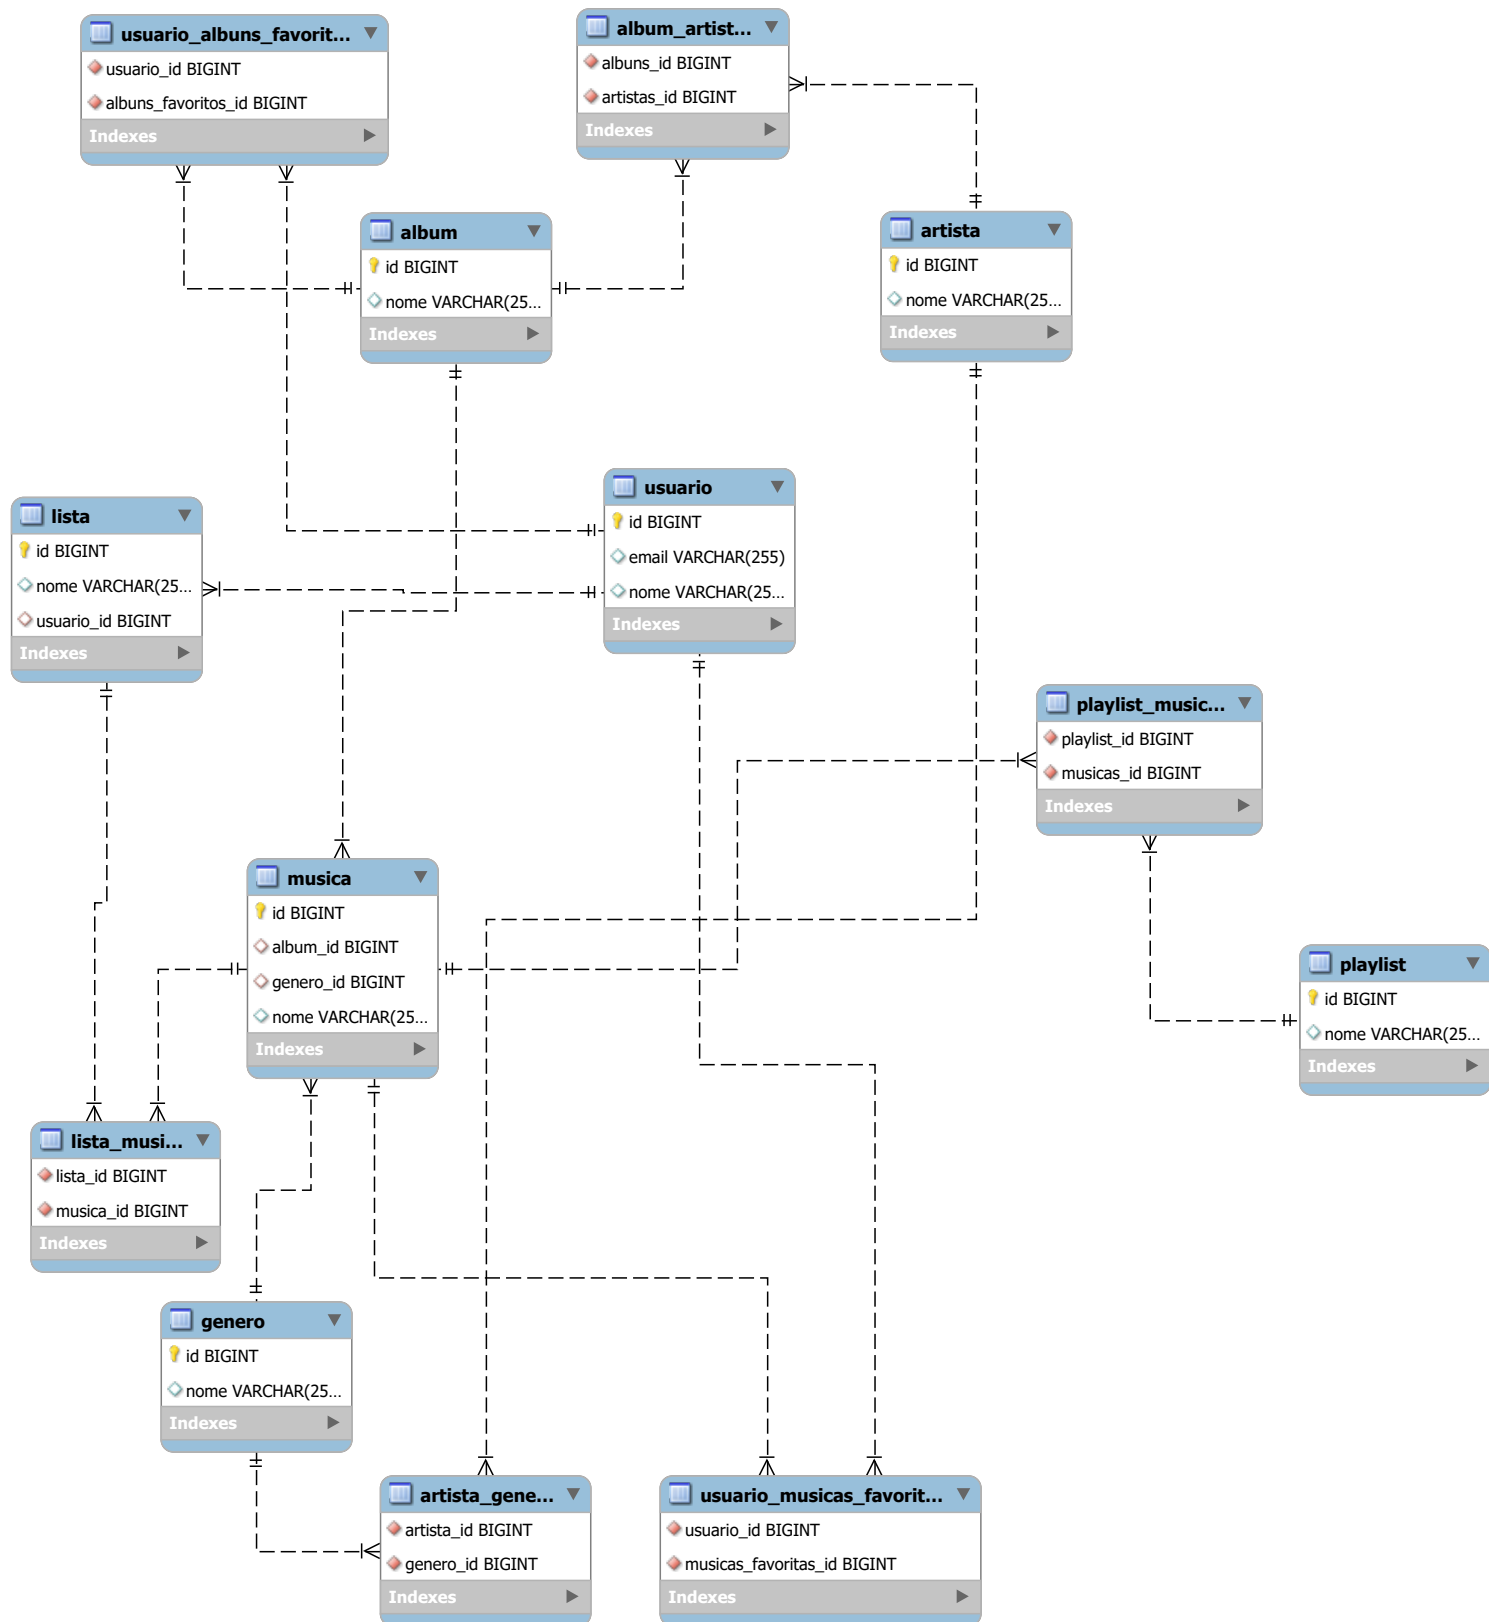 usuario_albuns_favorit...
usuario_id BIGINT
albuns_favoritos_id BIGINT
Indexes
album_artist...
albuns_id BIGINT
artistas_id BIGINT
Indexes
album
id BIGINT
nome VARCHAR(25...
Indexes
artista
id BIGINT
nome VARCHAR(25...
Indexes
lista
id BIGINT
nome VARCHAR(25...
usuario_id BIGINT
Indexes
usuario
id BIGINT
email VARCHAR(255)
nome VARCHAR(25...
Indexes
playlist_music...
playlist_id BIGINT
musicas_id BIGINT
Indexes
musica
id BIGINT
album_id BIGINT
genero_id BIGINT
nome VARCHAR(25...
Indexes
playlist
id BIGINT
nome VARCHAR(25...
Indexes
lista_musi...
lista_id BIGINT
musica_id BIGINT
Indexes
genero
id BIGINT
nome VARCHAR(25...
Indexes
artista_gene...
artista_id BIGINT
genero_id BIGINT
Indexes
usuario_musicas_favorit...
usuario_id BIGINT
musicas_favoritas_id BIGINT
Indexes